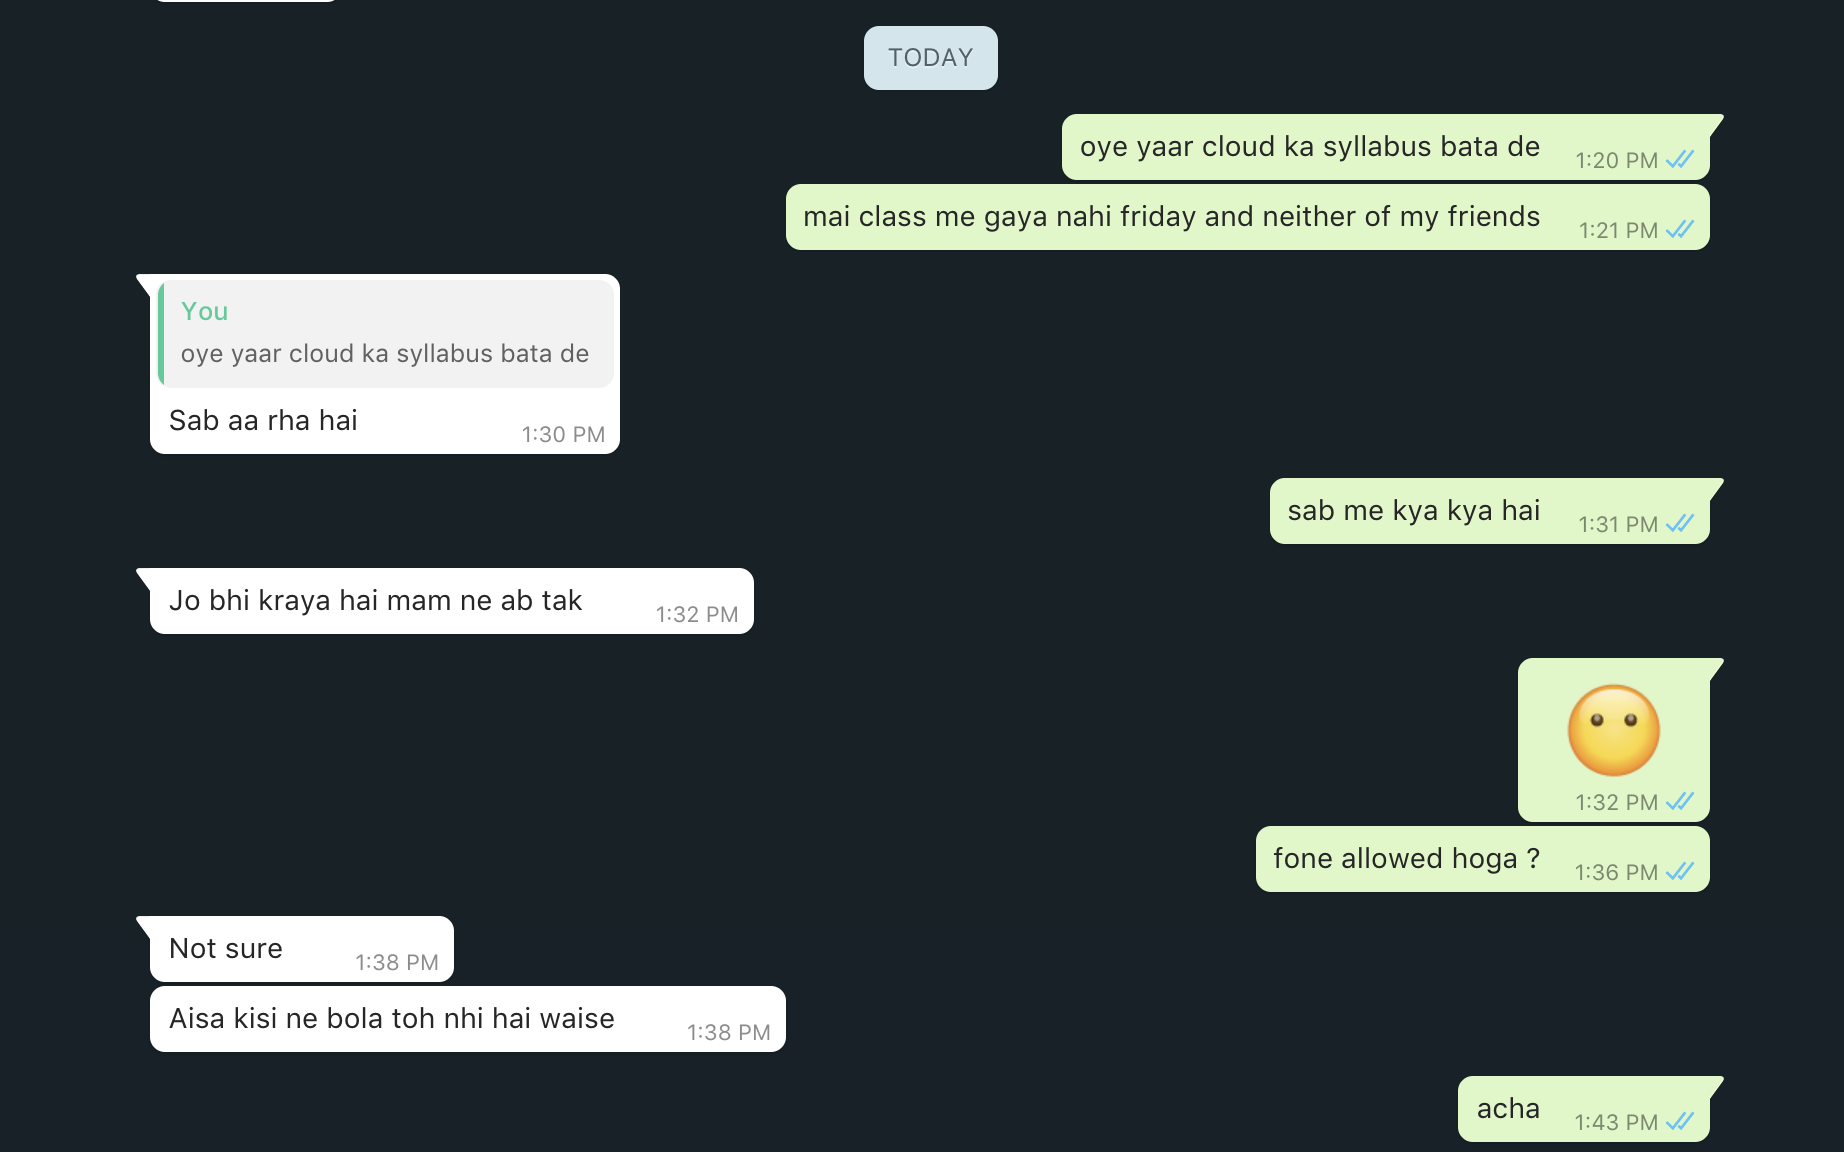 TODAY
oye yaar cloud ka syllabus bata de 1:20 PM
mai class me gaya nahi friday and neither of my friends 1:21 PM
You
oye yaar cloud ka syllabus bata de
Sab aa rha hai 1:30 PM
sab me kya kya hai 1:31 PM
Jo bhi kraya hai mam ne ab tak 1:32 PM
1:32 PM
fone allowed hoga ? 1:36 PM
Not sure 1:38 PM
Aisa kisi ne bola toh nhi hai waise 1:38 PM
acha 1:43 PM